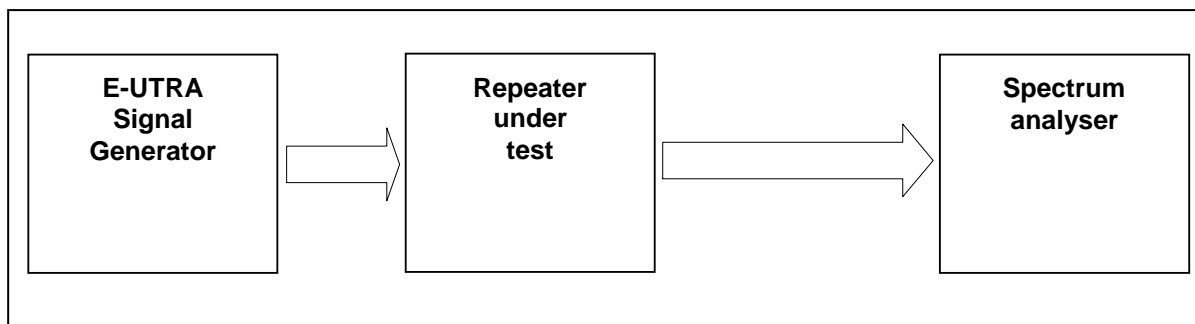 E-UTRA
Signal
Generator
Repeater
under
test
Spectrum
analyser